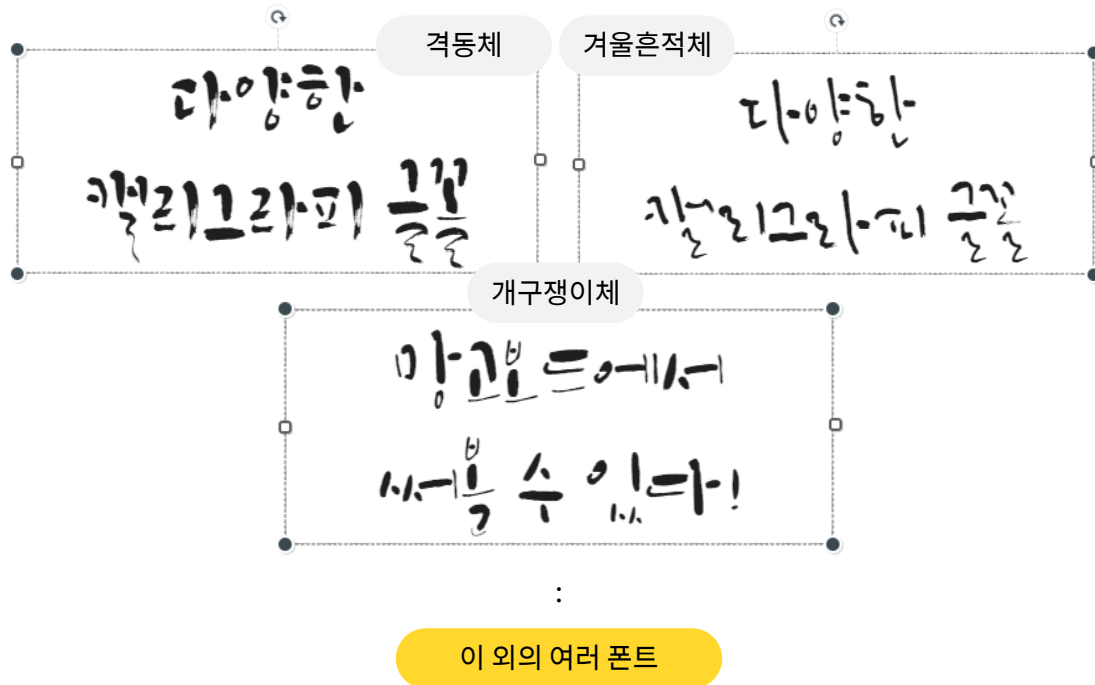 격동체
다양한
캘리그라피 글꼴
겨울흔적체
다양한
캘리그라피 글꼴
개구쟁이체
망고보드에서
써볼 수 있다!
:
이 외의 여러 폰트